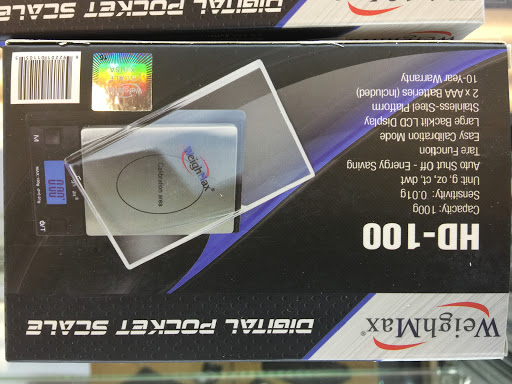 WeighMax®
DIGITAL POCKET SCALE
HD-100
Capacity: 100g
Sensitivity: 0.01g
Unit: g, oz, ct, dwt
Auto Shut Off - Energy Saving
Tare Function
Easy Calibration Mode
Large Backlit LCD Display
Stainless-Steel Platform
2 x AAA Batteries (Included)
10-Year Warranty
WeighMax
Calibration area
O/T
M
DIGITAL POCKET SCALE